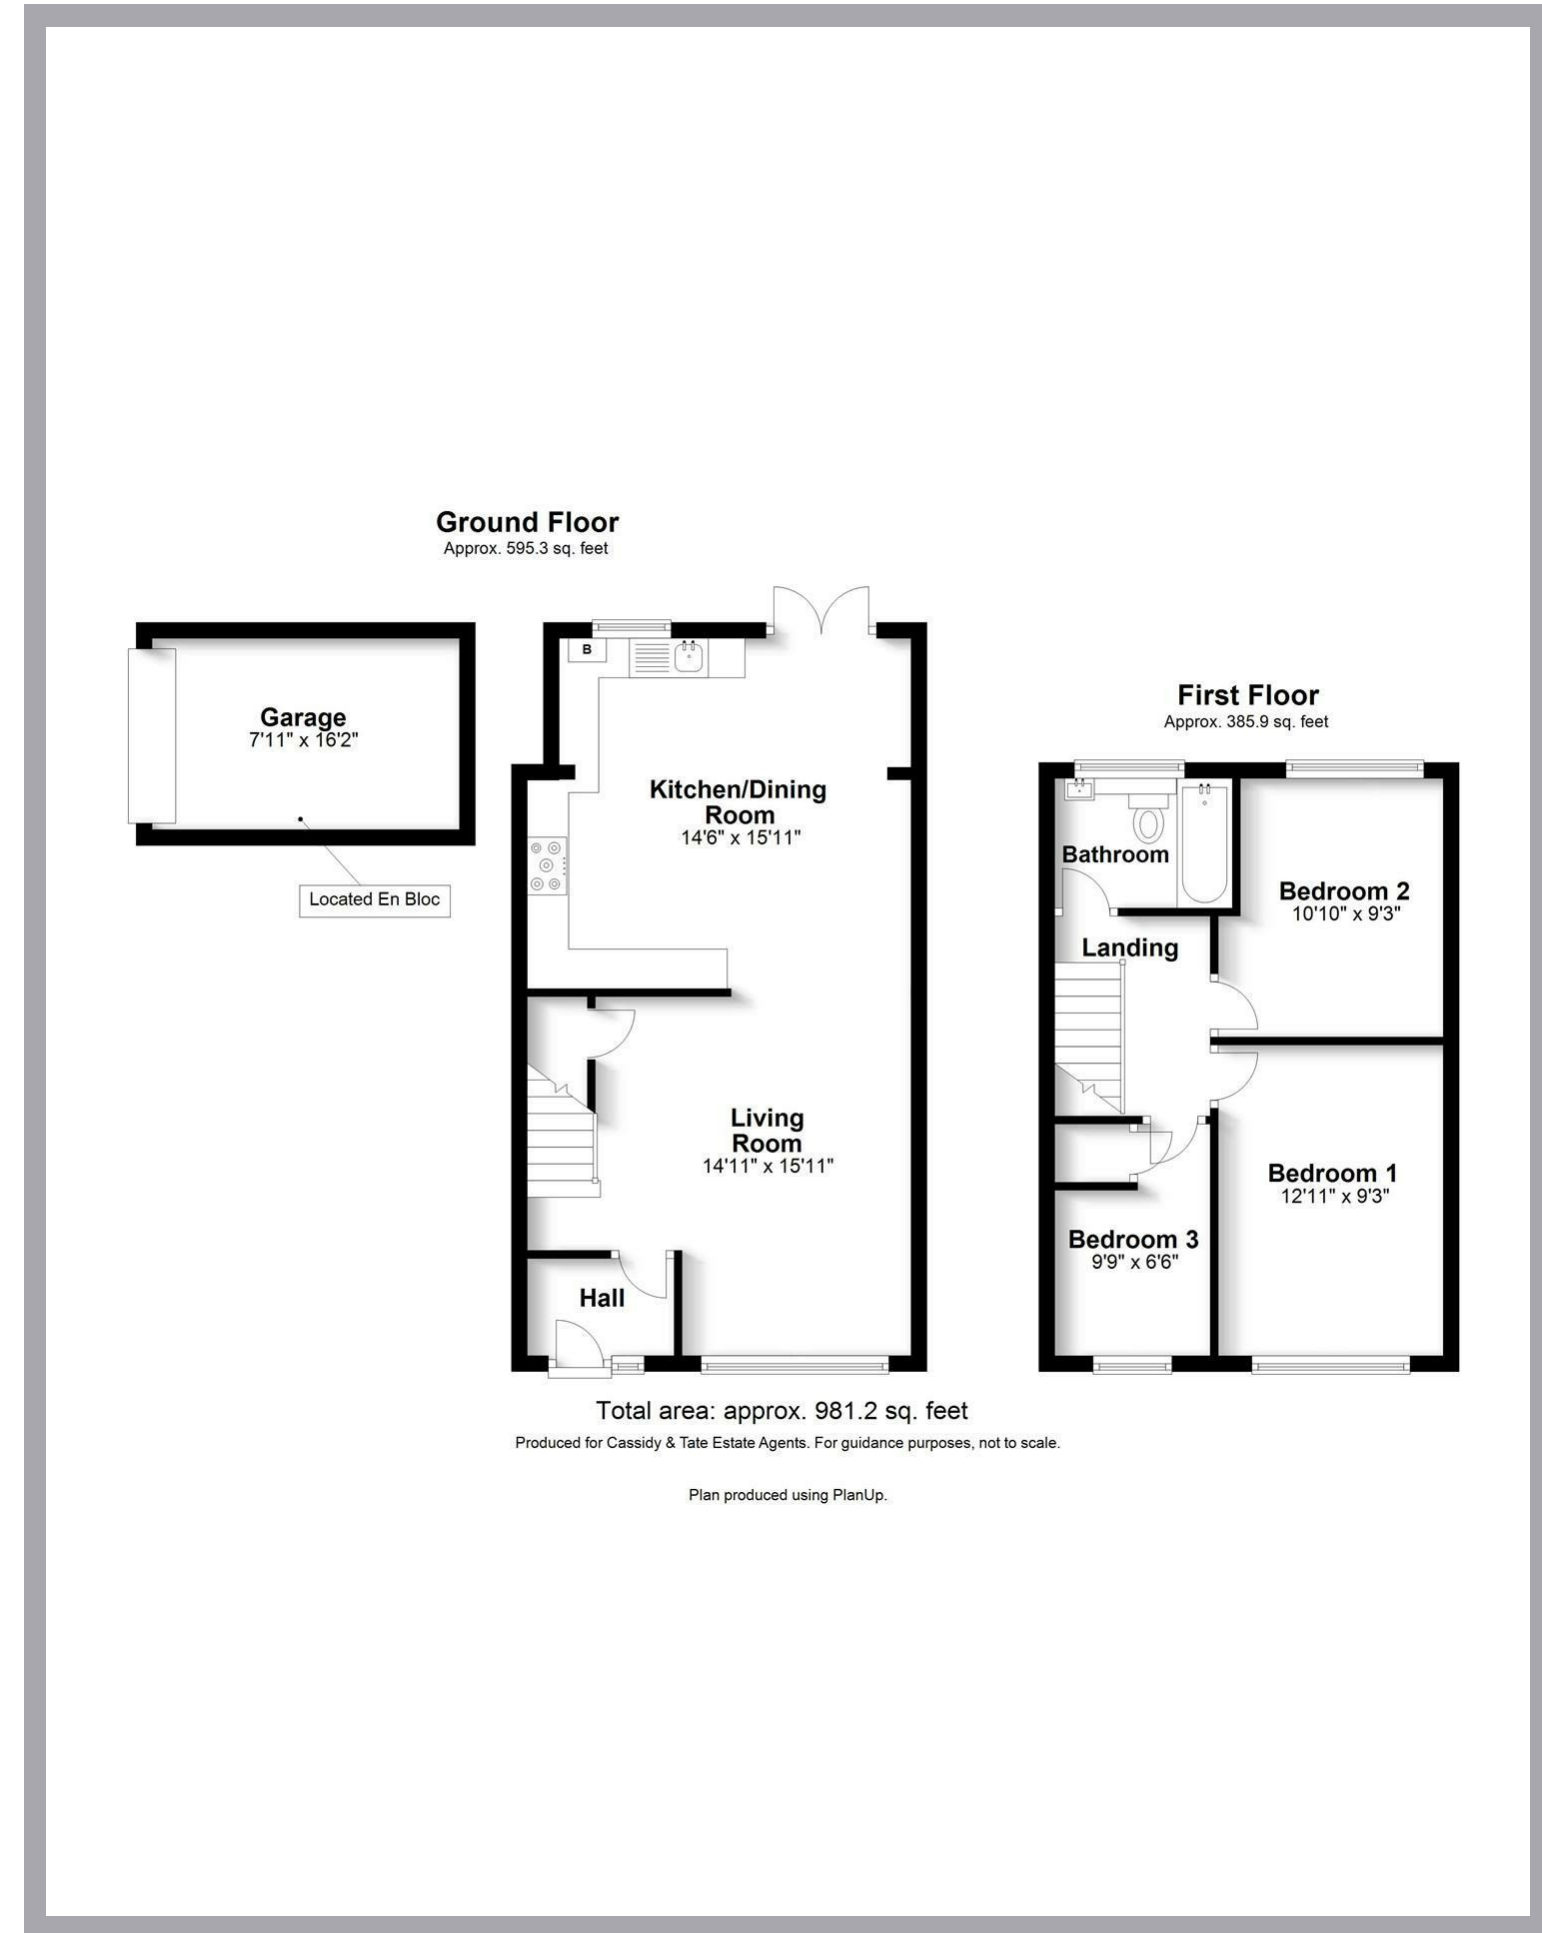 Ground Floor
Approx. 595.3 sq. feet
Garage
7'11" x 16'2"
Located En Bloc
B
Kitchen/Dining
Room
14'6" x 15'11"
Living
Room
14'11" x 15'11"
Hall
First Floor
Approx. 385.9 sq. feet
Bathroom
Bedroom 2
10'10" x 9'3"
Landing
Bedroom 1
12'11" x 9'3"
Bedroom 3
9'9" x 6'6"
Total area: approx. 981.2 sq. feet
Produced for Cassidy & Tate Estate Agents. For guidance purposes, not to scale.
Plan produced using PlanUp.